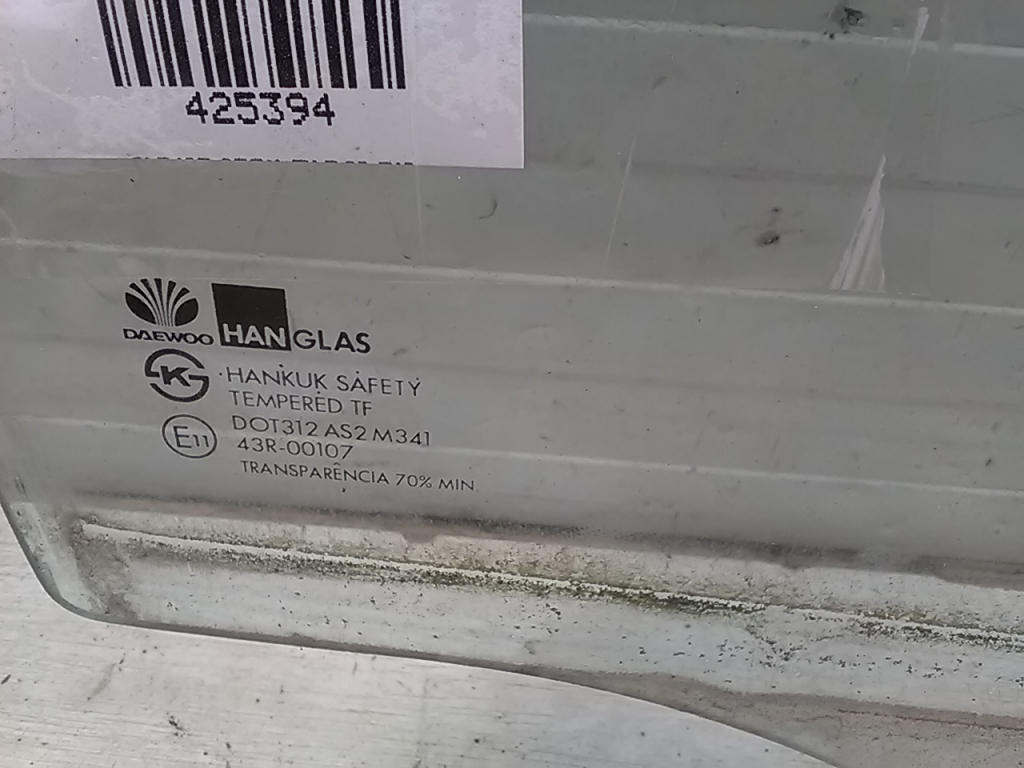 425394
DAEWOO HANGLAS
K
HANKUK SAFETY
TEMPERED TF
E11
DOT312 AS2 M341
43R-00107
TRANSPARÊNCIA 70% MIN.